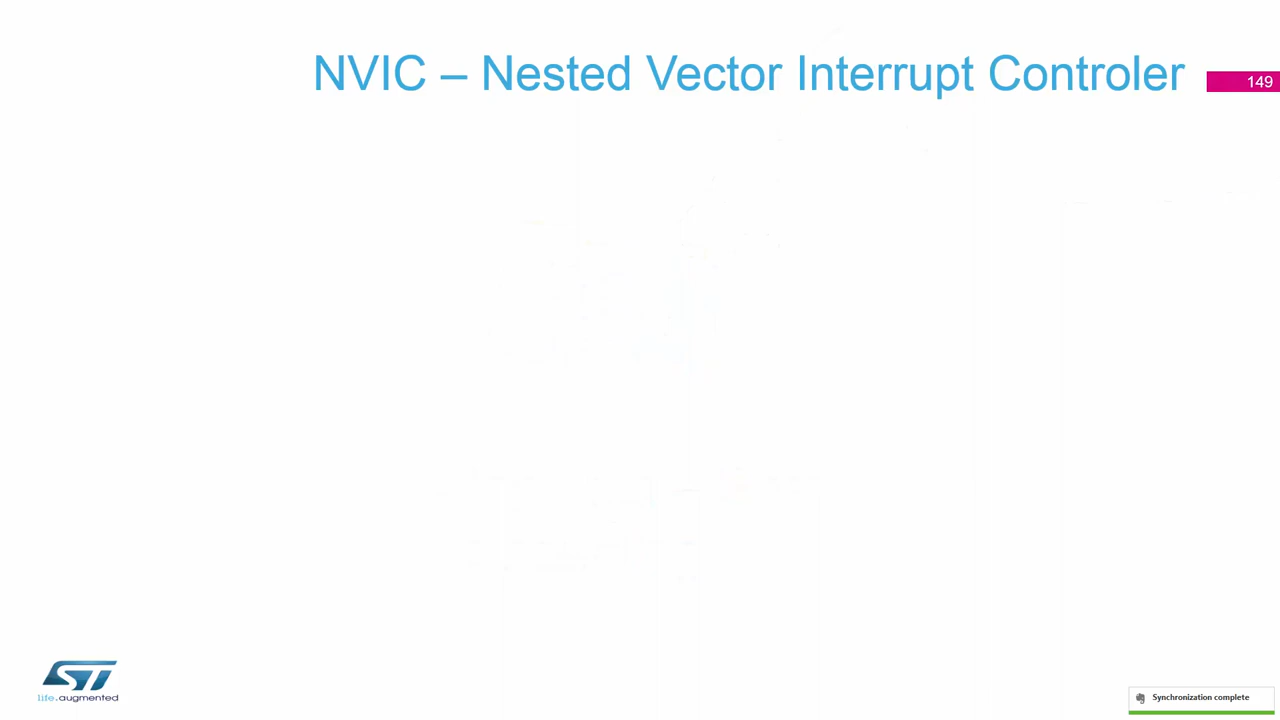 NVIC – Nested Vector Interrupt Controler
149
life.augmented
Synchronization complete